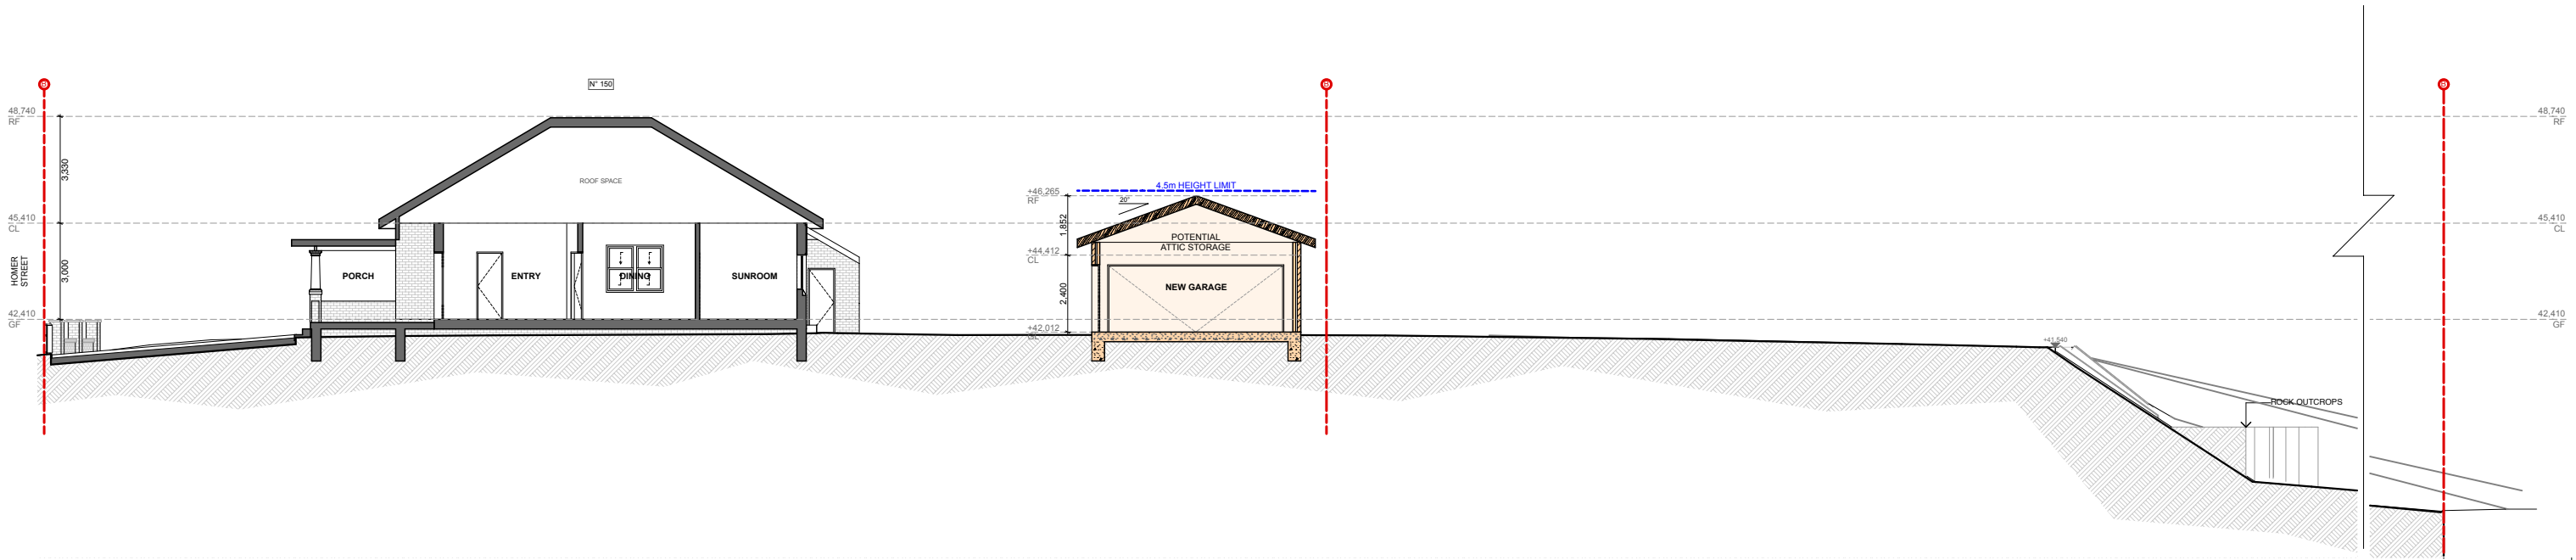 N° 150
48,740
RF
48,740
RF
3,330
ROOF SPACE
4.5m HEIGHT LIMIT
+46,265
RF
20°
1,852
45,410
CL
45,410
CL
POTENTIAL
ATTIC STORAGE
+44,412
CL
HOMER
STREET
3,000
PORCH
ENTRY
DINING
SUNROOM
2,400
NEW GARAGE
42,410
GF
42,410
GF
+42,012
+41,540
ROCK OUTCROPS